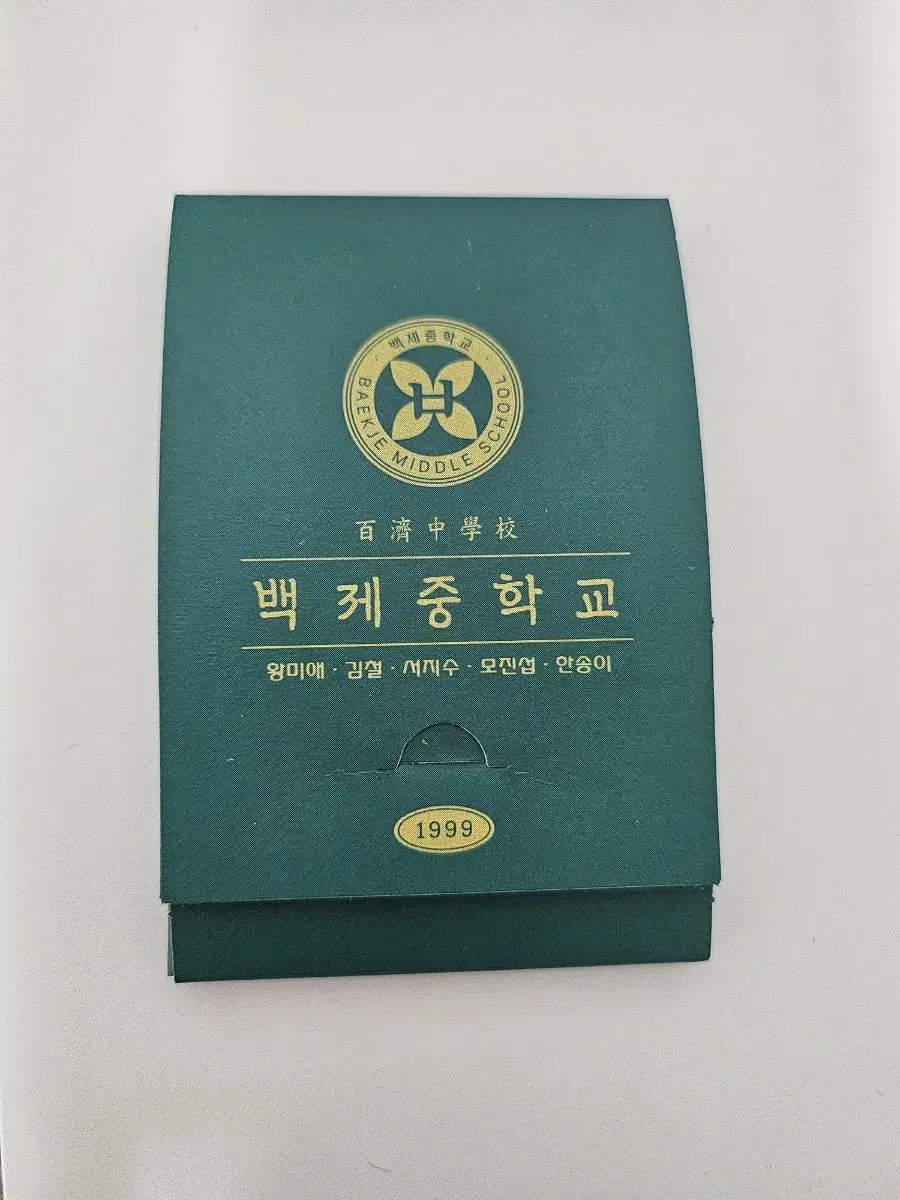 · 백제중학교 ·
BAEKJE MIDDLE SCHOOL
百濟中學校
백제중학교
왕미애 · 김철 · 서지수 · 모진섭 · 안송이
1999